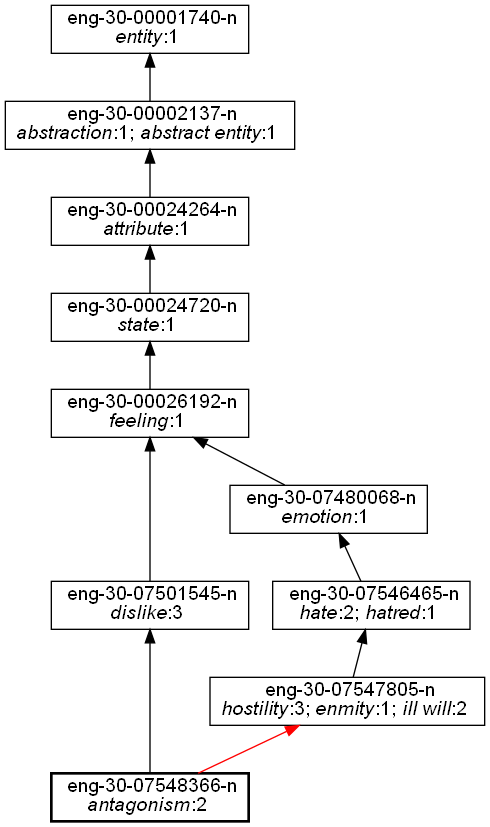 eng-30-00001740-n
entity:1
eng-30-00002137-n
abstraction:1; abstract entity:1
eng-30-00024264-n
attribute:1
eng-30-00024720-n
state:1
eng-30-00026192-n
feeling:1
eng-30-07480068-n
emotion:1
eng-30-07501545-n
dislike:3
eng-30-07546465-n
hate:2; hatred:1
eng-30-07547805-n
hostility:3; enmity:1; ill will:2
eng-30-07548366-n
antagonism:2